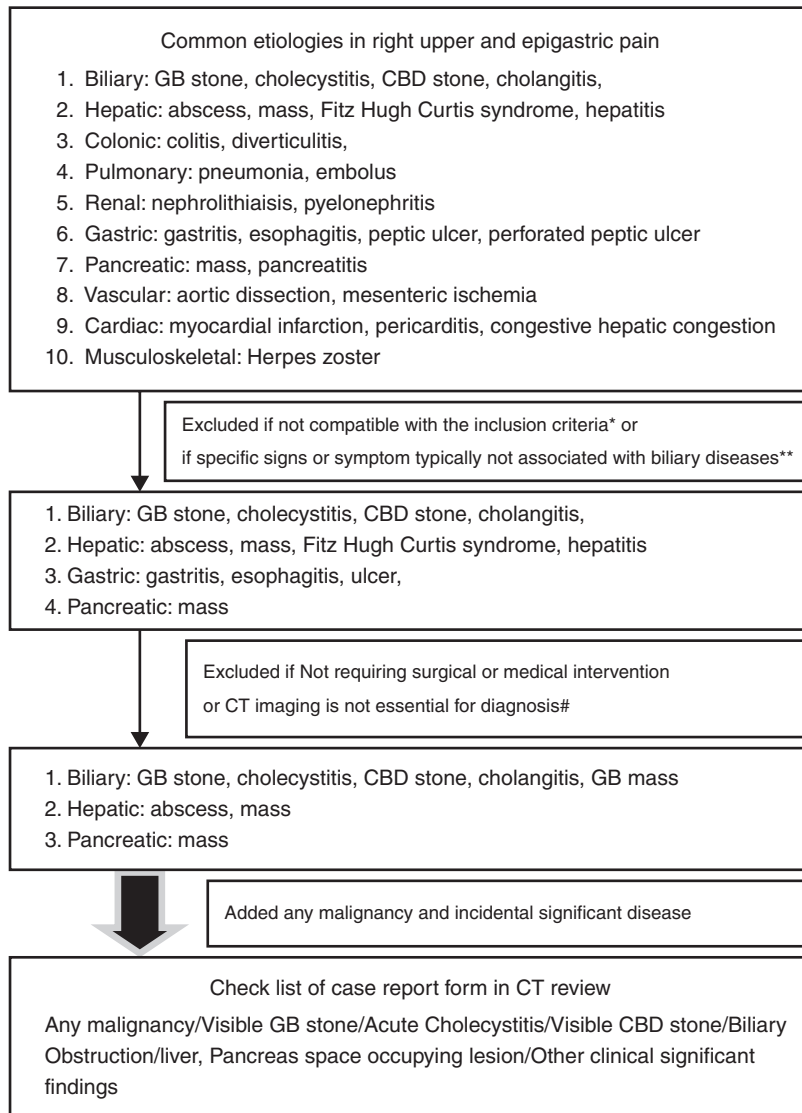 Common etiologies in right upper and epigastric pain
1. Biliary: GB stone, cholecystitis, CBD stone, cholangitis,
2. Hepatic: abscess, mass, Fitz Hugh Curtis syndrome, hepatitis
3. Colonic: colitis, diverticulitis,
4. Pulmonary: pneumonia, embolus
5. Renal: nephrolithiaisis, pyelonephritis
6. Gastric: gastritis, esophagitis, peptic ulcer, perforated peptic ulcer
7. Pancreatic: mass, pancreatitis
8. Vascular: aortic dissection, mesenteric ischemia
9. Cardiac: myocardial infarction, pericarditis, congestive hepatic congestion
10. Musculoskeletal: Herpes zoster
Excluded if not compatible with the inclusion criteria* or
if specific signs or symptom typically not associated with biliary diseases**
1. Biliary: GB stone, cholecystitis, CBD stone, cholangitis,
2. Hepatic: abscess, mass, Fitz Hugh Curtis syndrome, hepatitis
3. Gastric: gastritis, esophagitis, ulcer,
4. Pancreatic: mass
Excluded if Not requiring surgical or medical intervention
or CT imaging is not essential for diagnosis#
1. Biliary: GB stone, cholecystitis, CBD stone, cholangitis, GB mass
2. Hepatic: abscess, mass
3. Pancreatic: mass
Added any malignancy and incidental significant disease
Check list of case report form in CT review
Any malignancy/Visible GB stone/Acute Cholecystitis/Visible CBD stone/Biliary
Obstruction/liver, Pancreas space occupying lesion/Other clinical significant
findings